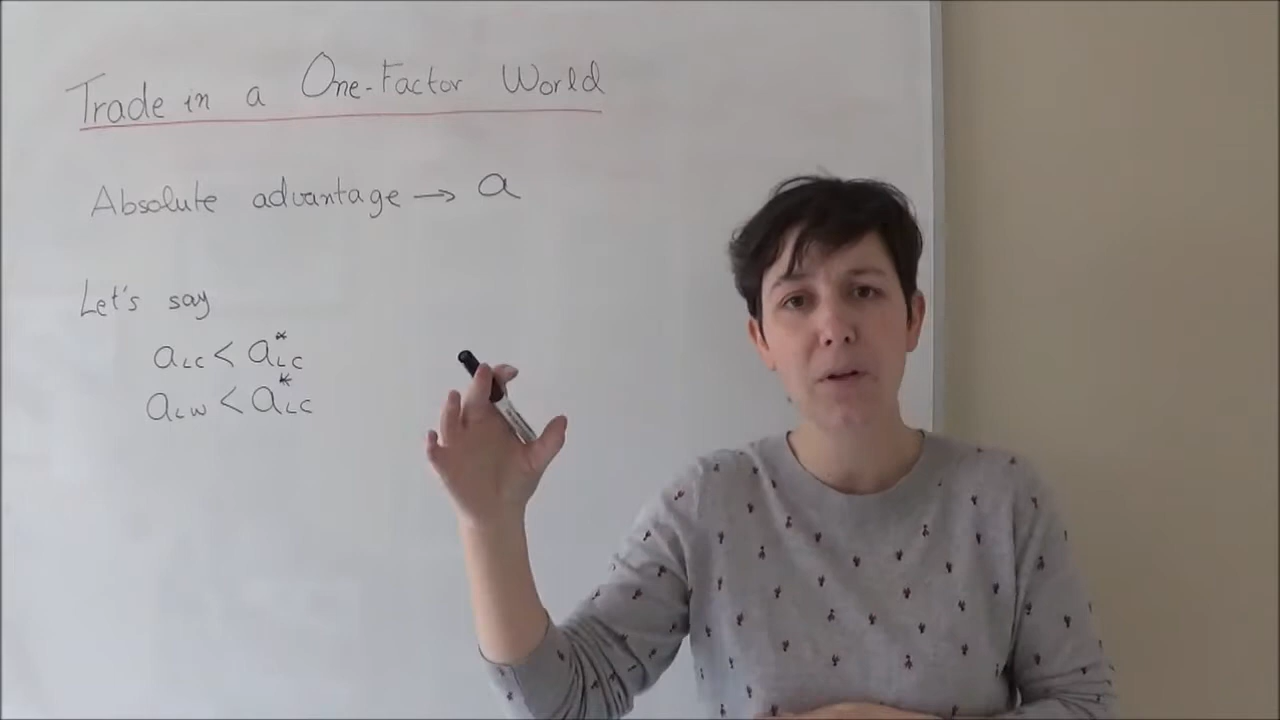 Trade in a One-Factor World
Absolute advantage → a
Let's say
aLC < a*LC
aLW < a*LC